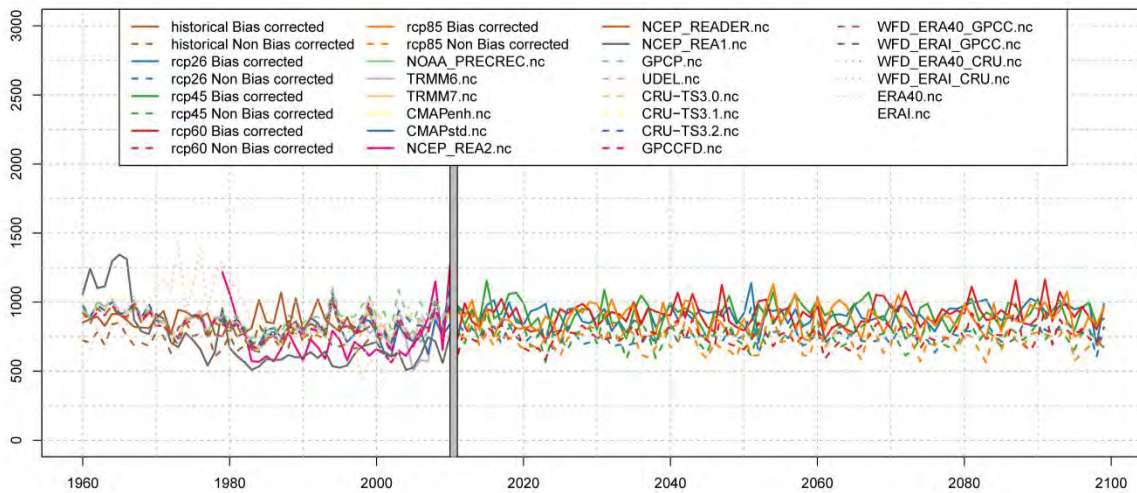 3000
2500
2000
1500
1000
500
0
historical Bias corrected
historical Non Bias corrected
rcp26 Bias corrected
rcp26 Non Bias corrected
rcp45 Bias corrected
rcp45 Non Bias corrected
rcp60 Bias corrected
rcp60 Non Bias corrected
rcp85 Bias corrected
rcp85 Non Bias corrected
NOAA_PRECREC.nc
TRMM6.nc
TRMM7.nc
CMAPenh.nc
CMAPstd.nc
NCEP_REA2.nc
NCEP_READER.nc
NCEP_REA1.nc
GPCP.nc
UDEL.nc
CRU-TS3.0.nc
CRU-TS3.1.nc
CRU-TS3.2.nc
GPCCFD.nc
WFD_ERA40_GPCC.nc
WFD_ERAI_GPCC.nc
WFD_ERA40_CRU.nc
WFD_ERAI_CRU.nc
ERA40.nc
ERAI.nc
1960 1980 2000 2020 2040 2060 2080 2100